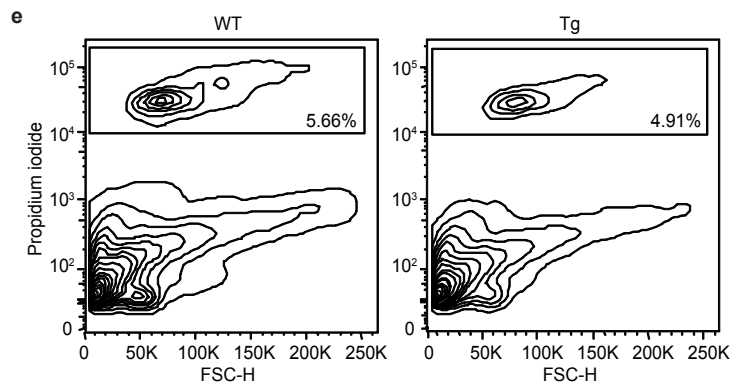 e
WT
Tg
Propidium iodide
10⁵
10⁴
10³
10²
0
5.66%
0 50K 100K 150K 200K 250K
FSC-H
10⁵
10⁴
10³
10²
0
4.91%
0 50K 100K 150K 200K 250K
FSC-H